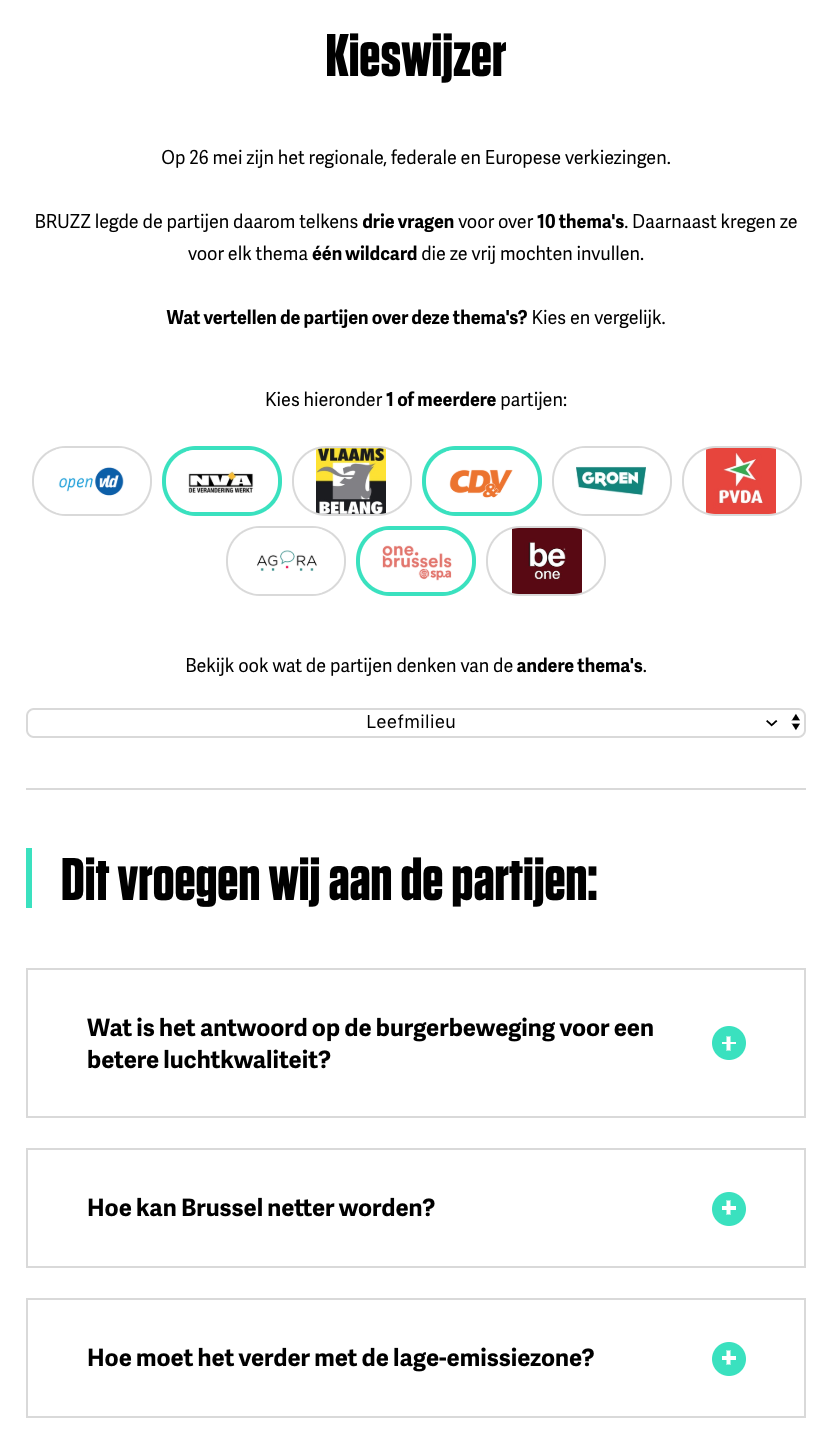 Kieswijzer
Op 26 mei zijn het regionale, federale en Europese verkiezingen.
BRUZZ legde de partijen daarom telkens drie vragen voor over 10 thema's. Daarnaast kregen ze
voor elk thema één wildcard die ze vrij mochten invullen.
Wat vertellen de partijen over deze thema's? Kies en vergelijk.
Kies hieronder 1 of meerdere partijen:
open vld
N-VA
DE VERANDERING WERKT
VLAAMS
BELANG
CD&V
GROEN
PVDA
AGORA
one.
brussels
sp.a
be
one
Bekijk ook wat de partijen denken van de andere thema's.
Leefmilieu
Dit vroegen wij aan de partijen:
Wat is het antwoord op de burgerbeweging voor een
betere luchtkwaliteit?
Hoe kan Brussel netter worden?
Hoe moet het verder met de lage-emissiezone?